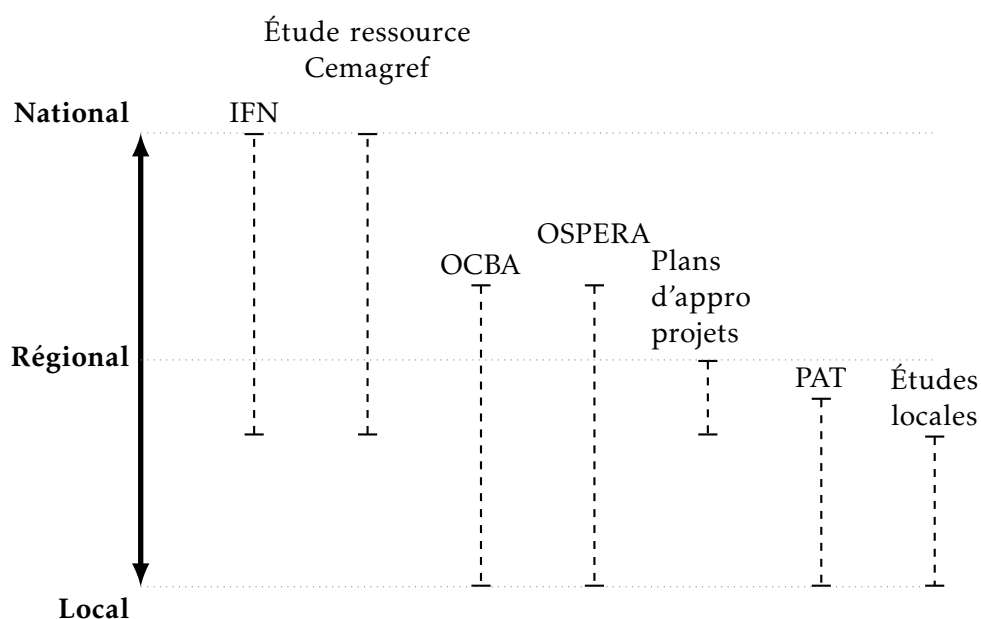 Étude ressource
Cemagref
National
IFN
OSPERA
OCBA
Plans
d'appro
projets
Régional
PAT
Études
locales
Local